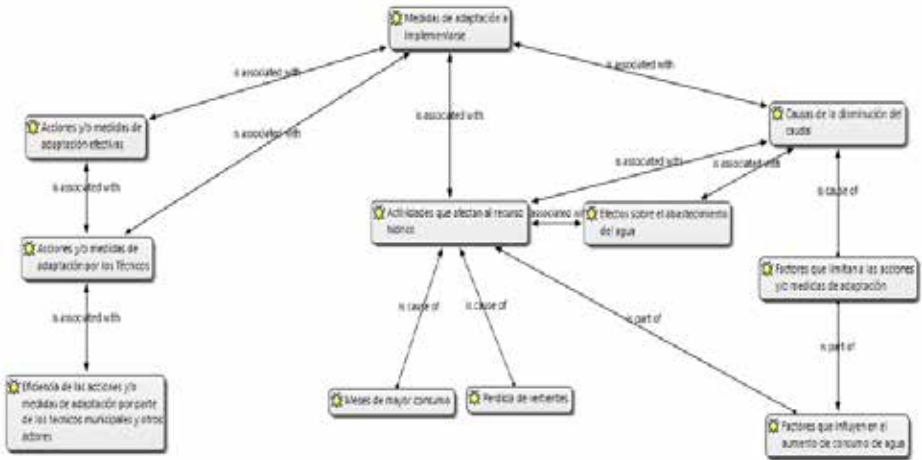 Medidas de adaptación a
implementarse
is associated with
is associated with
is associated with
is associated with
Acciones y/o medidas de
adaptación efectivas
Causas de la disminución del
caudal
is associated with
is associated with
is associated with
is cause of
Actividades que afectan al recurso
hídrico
associated wi
Efectos sobre el abastecimiento
del agua
Acciones y/o medidas de
adaptación por los Técnicos
Factores que limitan a las acciones
y/o medidas de adaptación
is associated with
is cause of
is cause of
is part of
is part of
Eficiencia de las acciones y/o
medidas de adaptación por parte
de los técnicos municipales y otros
actores
Meses de mayor consumo
Perdida de vertientes
Factores que influyen en el
aumento de consumo de agua